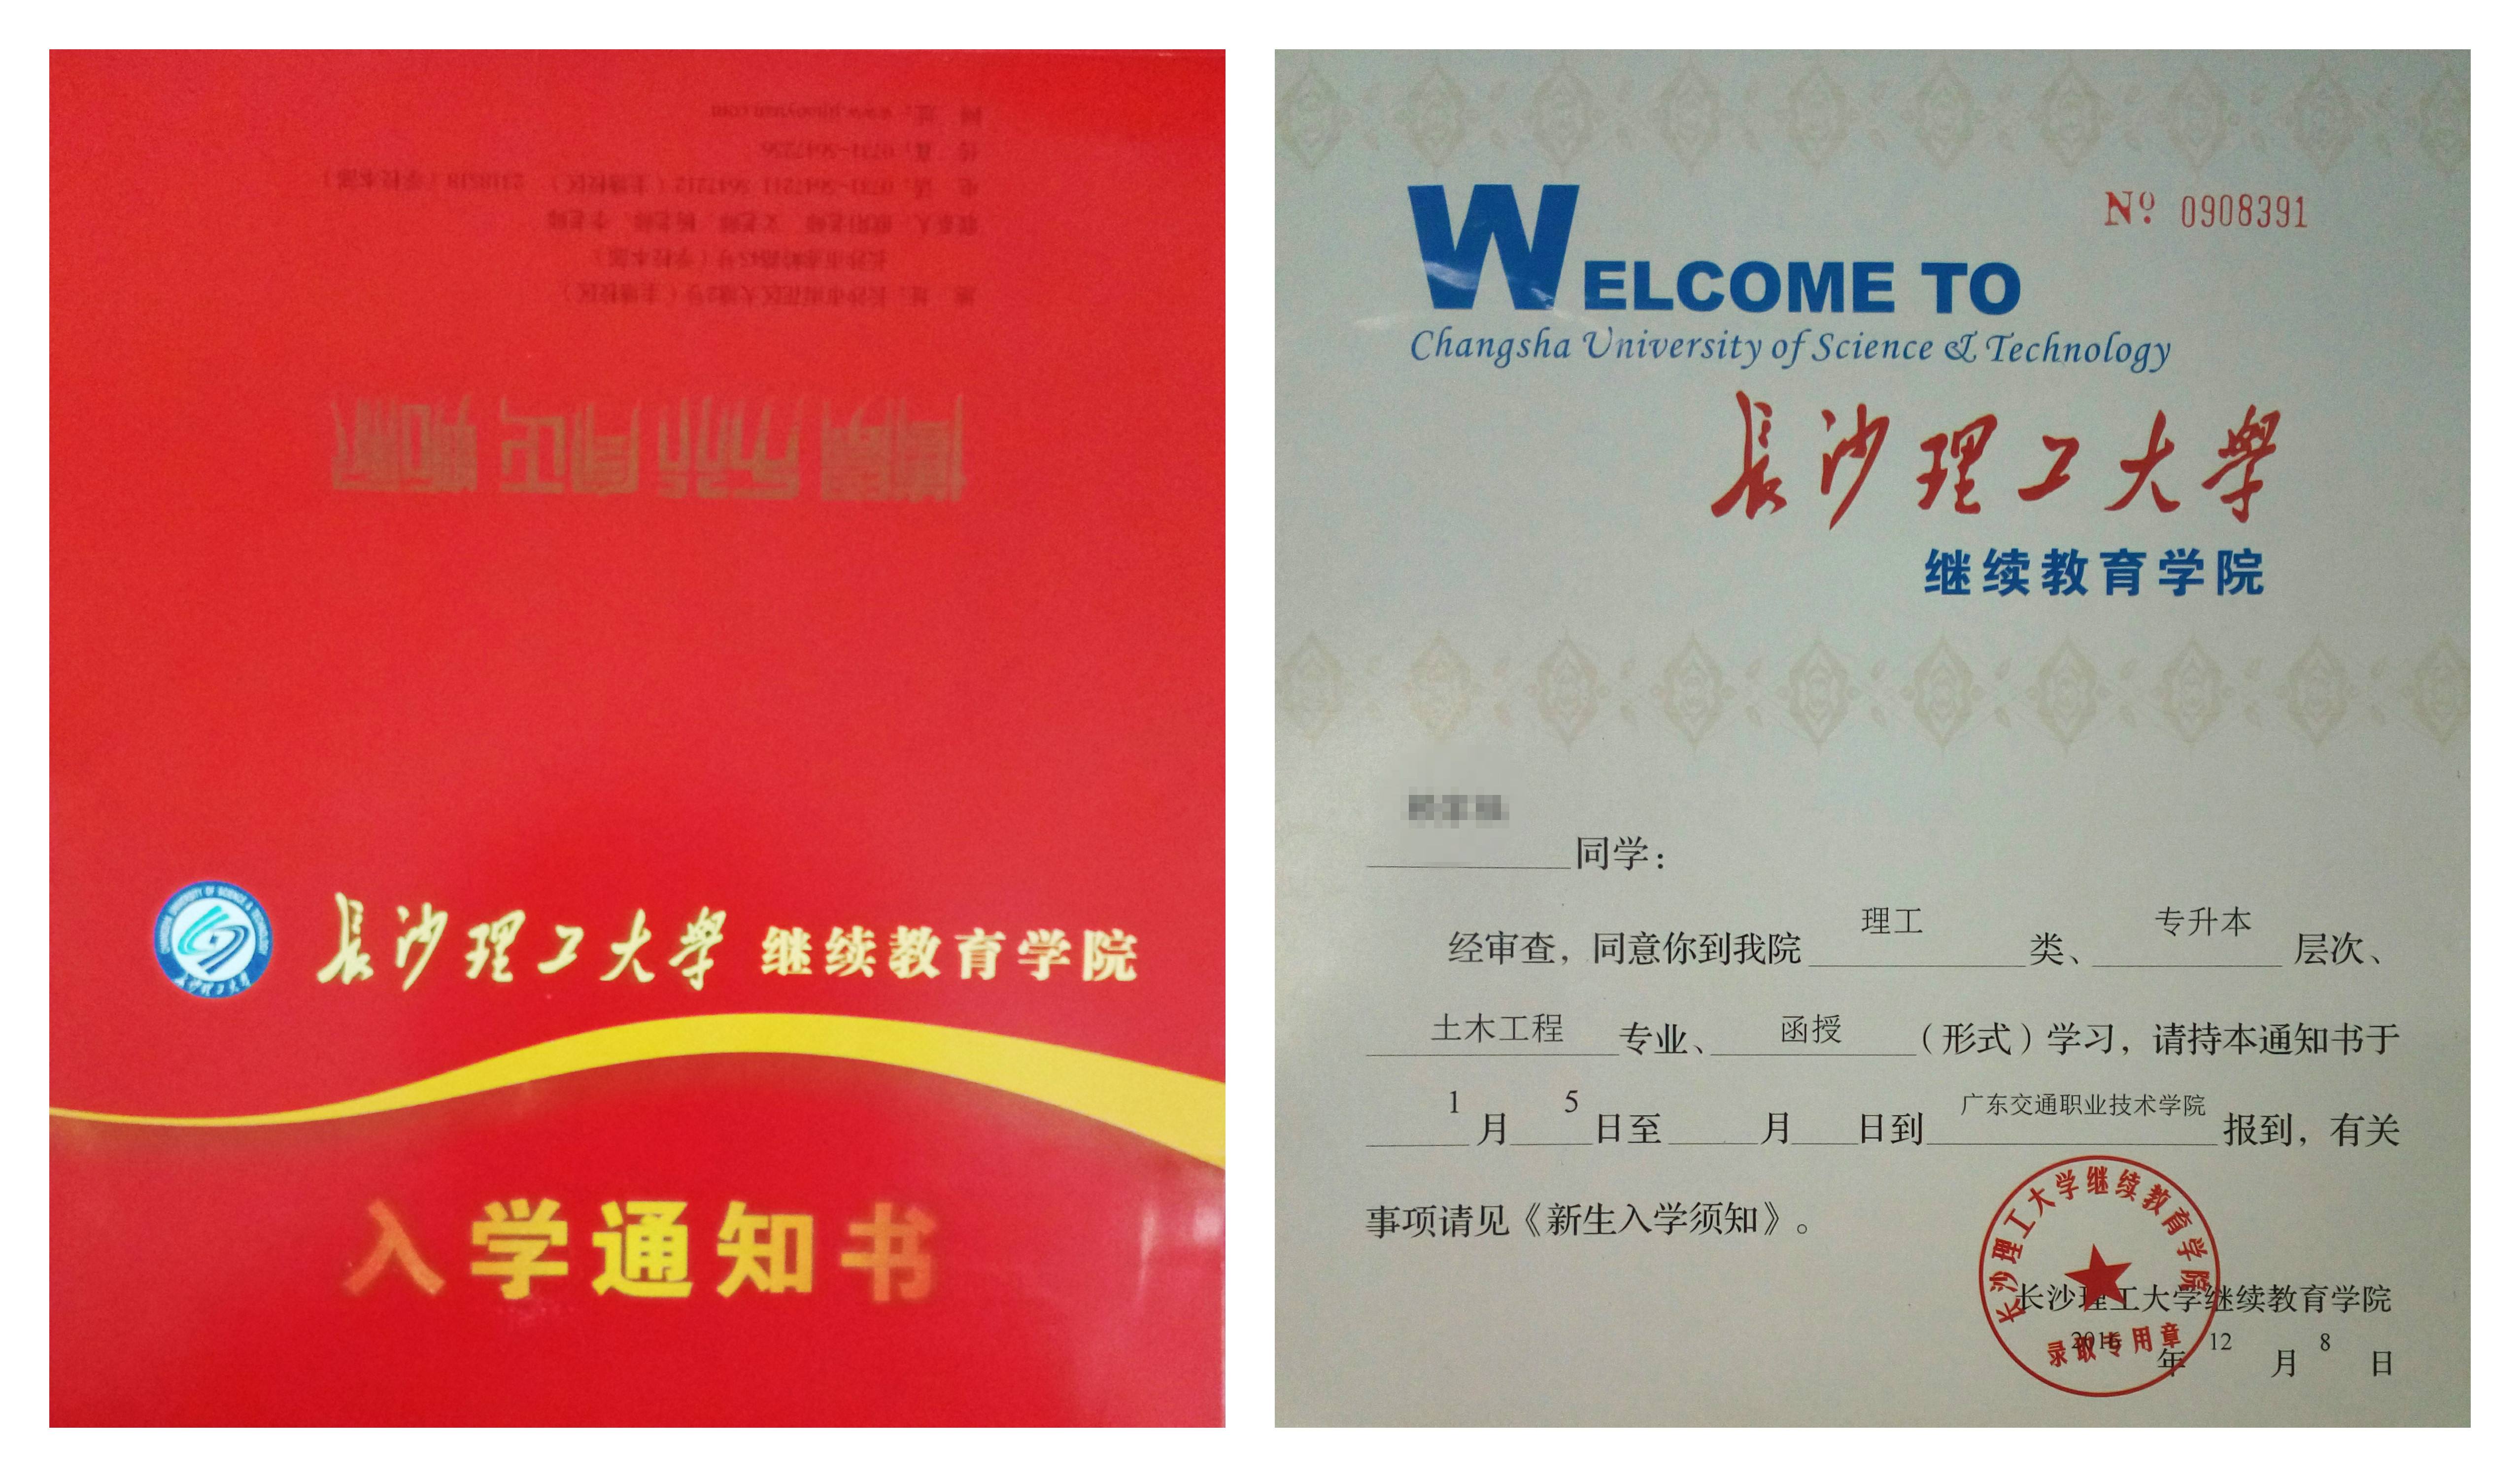 长沙理工大学 继续教育学院
入学通知书
№ 0908391
WELCOME TO
Changsha University of Science & Technology
長沙理工大學
继续教育学院
同学：
经审查，同意你到我院 理工 类、 专升本 层次、
土木工程 专业、 函授 （形式）学习，请持本通知书于
1 月 5 日至 月 日到 广东交通职业技术学院 报到，有关
事项请见《新生入学须知》。
长沙理工大学继续教育学院
录取专用章
长沙理工大学继续教育学院
2016 年 12 月 8 日